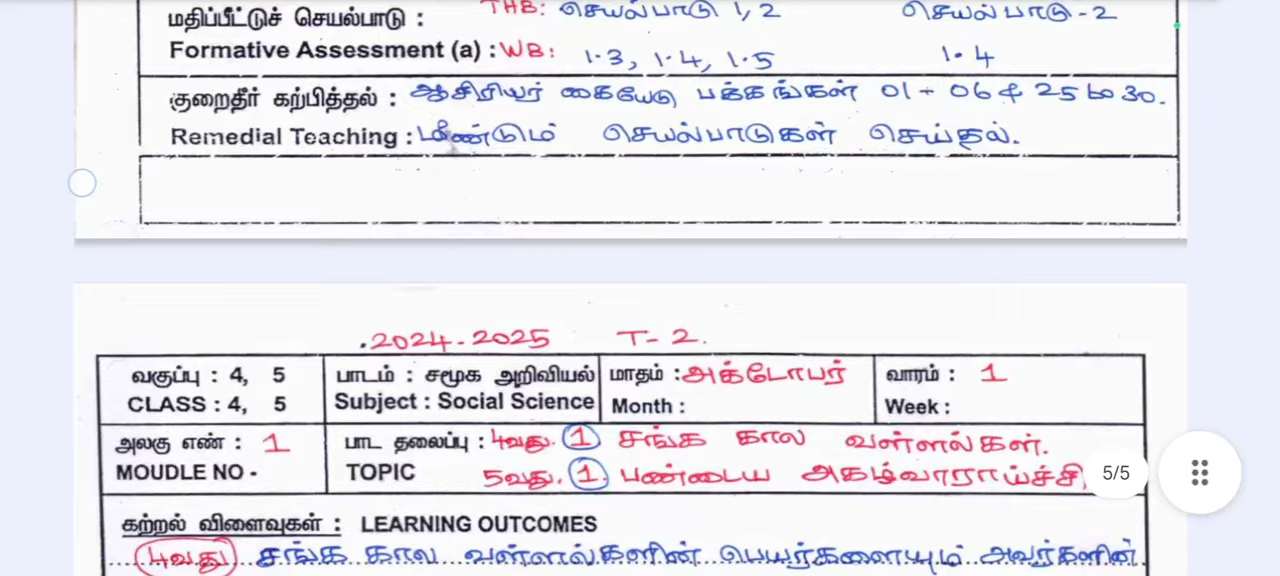 மதிப்பீட்டுச் செயல்பாடு : THB: செயல்பாடு 1, 2 செயல்பாடு - 2
Formative Assessment (a) : WB: 1.3, 1.4, 1.5 1.4
குறைதீர் கற்பித்தல் : ஆசிரியர் கையேடு பக்கங்கள் 01 - 06 & 25 to 30.
Remedial Teaching : மீண்டும் செயல்பாடுகள் செய்தல்.
.2024-2025 T-2.
வகுப்பு : 4, 5 பாடம் : சமூக அறிவியல் மாதம் : அக்டோபர் வாரம் : 1
CLASS : 4, 5 Subject : Social Science Month : Week :
அலகு எண் : 1 பாட தலைப்பு : 4வது. 1 சங்க கால வள்ளல்கள்.
MOUDLE NO - TOPIC 5வது. 1. பண்டைய அகழ்வாராய்ச்சி
5/5
கற்றல் விளைவுகள் : LEARNING OUTCOMES
4வது சங்க கால வள்ளல்களின் பெயர்களையும் அவர்களின்